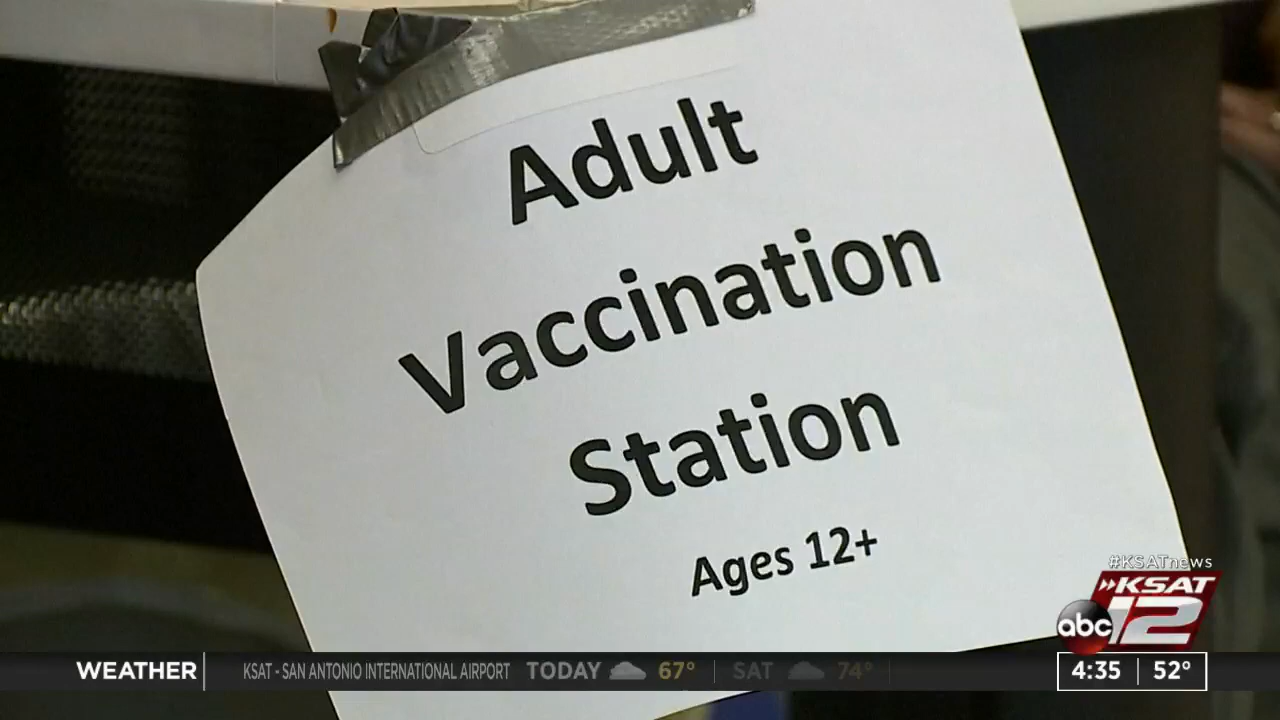 Adult
Vaccination
Station
Ages 12+
#KSATnews
KSAT
abc 12
WEATHER KSAT - SAN ANTONIO INTERNATIONAL AIRPORT TODAY 67° SAT 74° 4:35 52°